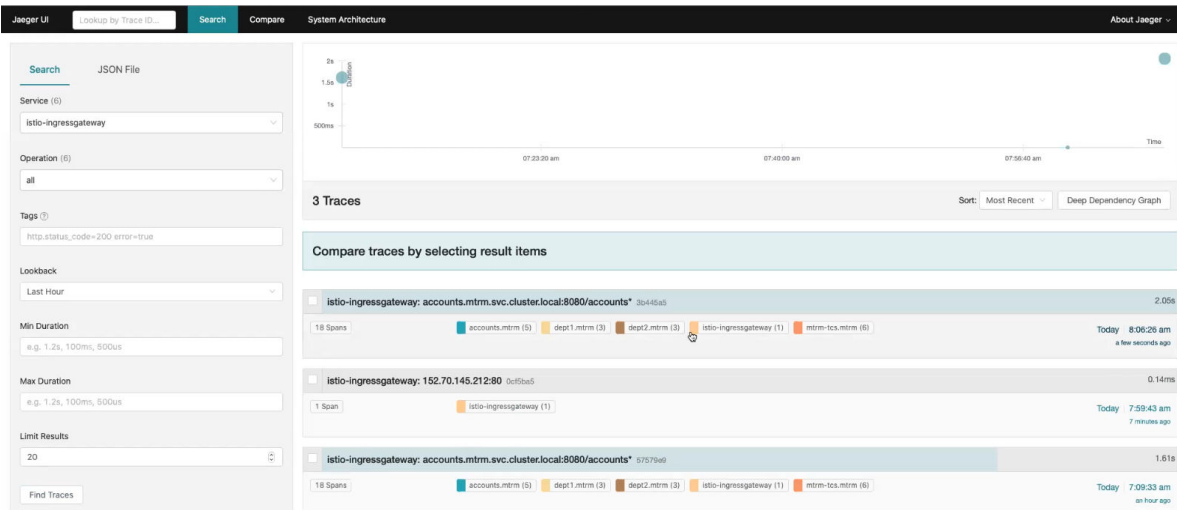 Jaeger UI Lookup by Trace ID... Search Compare System Architecture About Jaeger
Search JSON File
Service (6)
istio-ingressgateway
Operation (6)
all
Tags
http.status_code=200 error=true
Lookback
Last Hour
Min Duration
e.g. 1.2s, 100ms, 500us
Max Duration
e.g. 1.2s, 100ms, 500us
Limit Results
20
Find Traces
2s
1.5s
1s
500ms
Duration
Time
07:23:20 am 07:40:00 am 07:56:40 am
3 Traces Sort: Most Recent Deep Dependency Graph
Compare traces by selecting result items
istio-ingressgateway: accounts.mtrm.svc.cluster.local:8080/accounts* 3b445a5 2.05s
18 Spans accounts.mtrm (5) dept1.mtrm (3) dept2.mtrm (3) istio-ingressgateway (1) mtrm-tcs.mtrm (6) Today 8:06:26 am
a few seconds ago
istio-ingressgateway: 152.70.145.212:80 0cf5be5 0.14ms
1 Span istio-ingressgateway (1) Today 7:59:43 am
7 minutes ago
istio-ingressgateway: accounts.mtrm.svc.cluster.local:8080/accounts* 57579e9 1.61s
18 Spans accounts.mtrm (5) dept1.mtrm (3) dept2.mtrm (3) istio-ingressgateway (1) mtrm-tcs.mtrm (6) Today 7:09:33 am
an hour ago